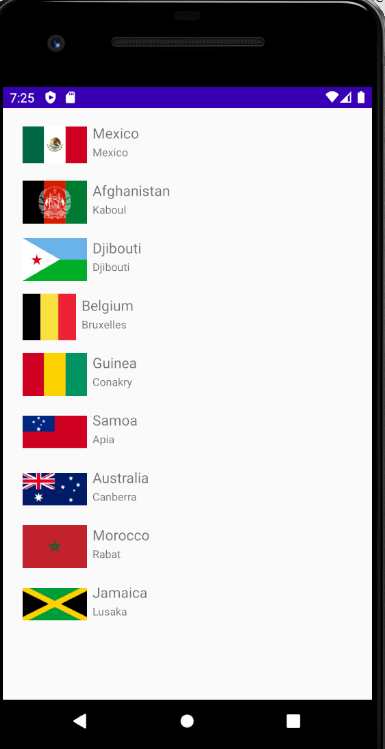 7:25
Mexico
Mexico
Afghanistan
Kaboul
Djibouti
Djibouti
Belgium
Bruxelles
Guinea
Conakry
Samoa
Apia
Australia
Canberra
Morocco
Rabat
Jamaica
Lusaka